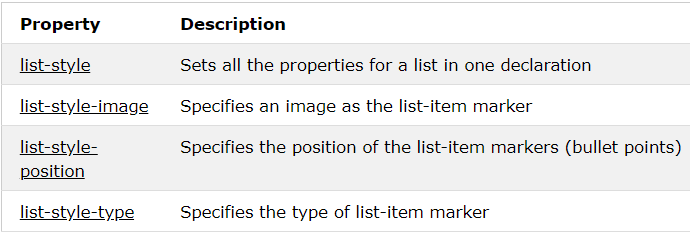 Property Description
list-style Sets all the properties for a list in one declaration
list-style-image Specifies an image as the list-item marker
list-style- Specifies the position of the list-item markers (bullet points)
position
list-style-type Specifies the type of list-item marker